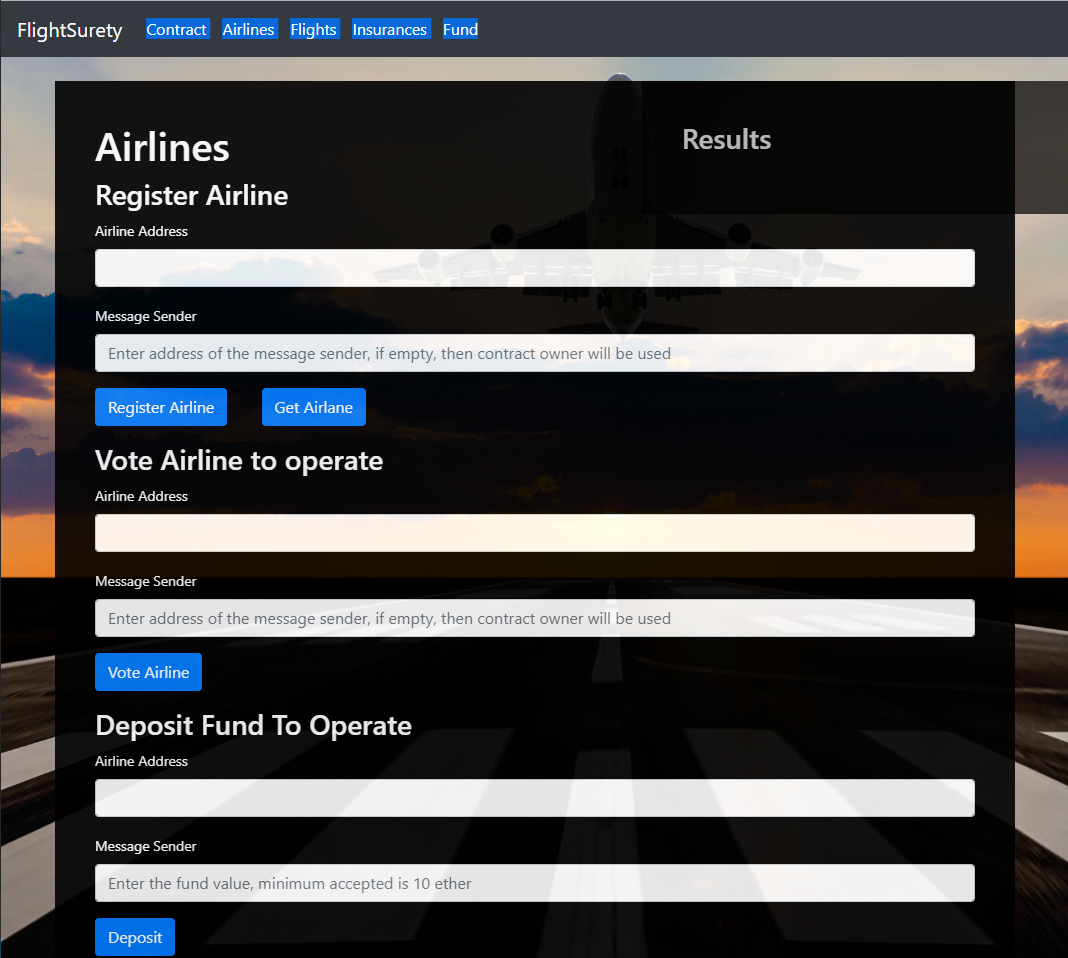 FlightSurety Contract Airlines Flights Insurances Fund
Airlines
Results
Register Airline
Airline Address
Message Sender
Enter address of the message sender, if empty, then contract owner will be used
Register Airline Get Airlane
Vote Airline to operate
Airline Address
Message Sender
Enter address of the message sender, if empty, then contract owner will be used
Vote Airline
Deposit Fund To Operate
Airline Address
Message Sender
Enter the fund value, minimum accepted is 10 ether
Deposit